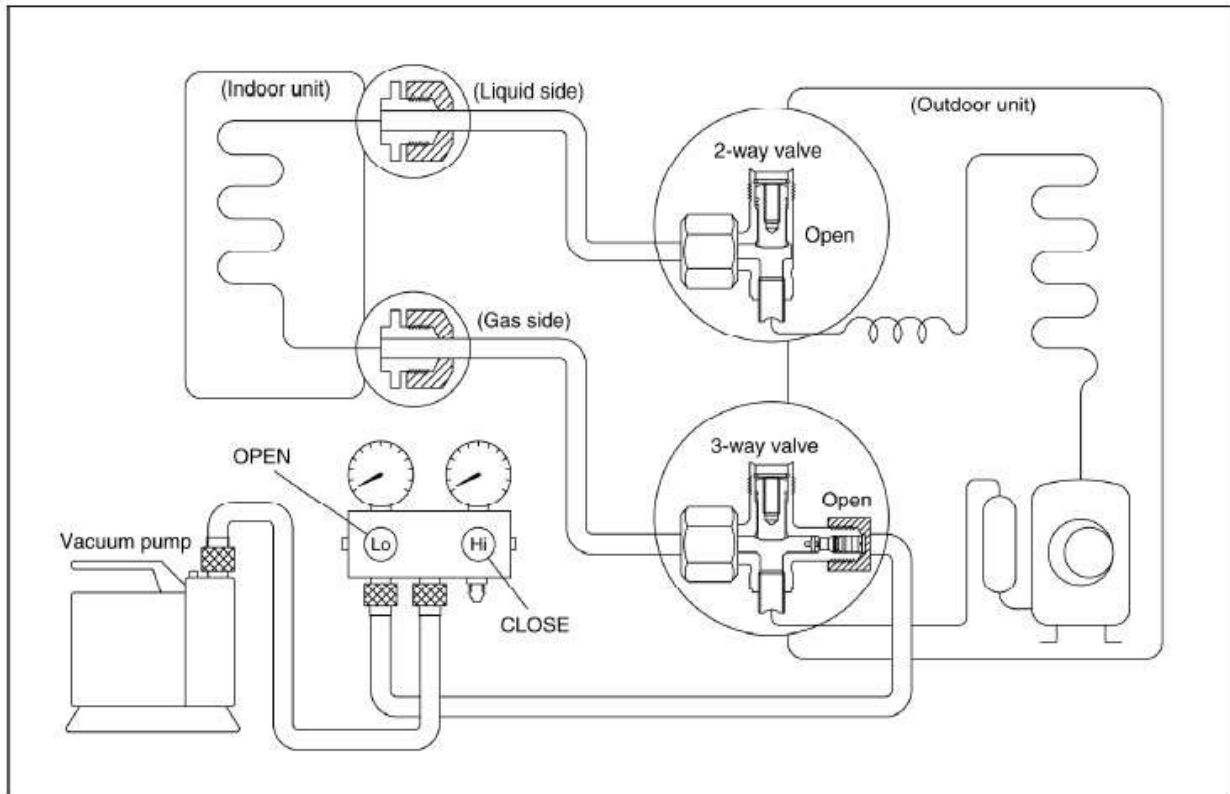 (Indoor unit)
(Liquid side)
(Outdoor unit)
2-way valve
Open
(Gas side)
3-way valve
Open
OPEN
Lo
Hi
CLOSE
Vacuum pump